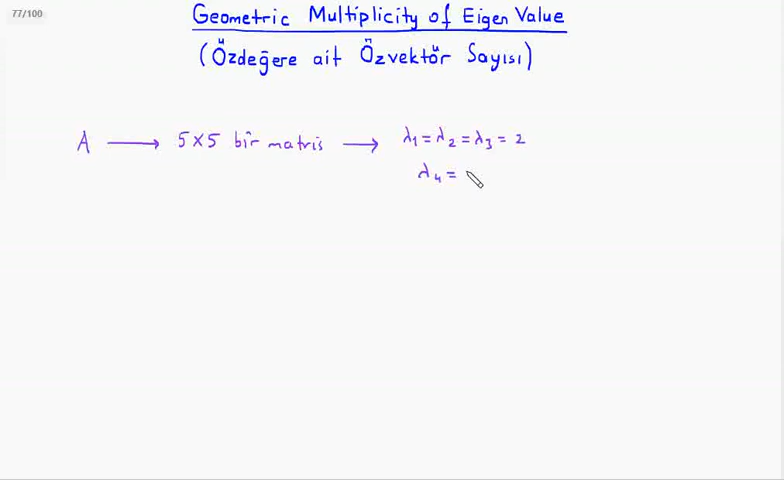 77/100
Geometric Multiplicity of Eigen Value
(Özdeğere ait Özvektör Sayısı)
A ⟶ 5×5 bir matris ⟶ λ₁ = λ₂ = λ₃ = 2
λ₄ =